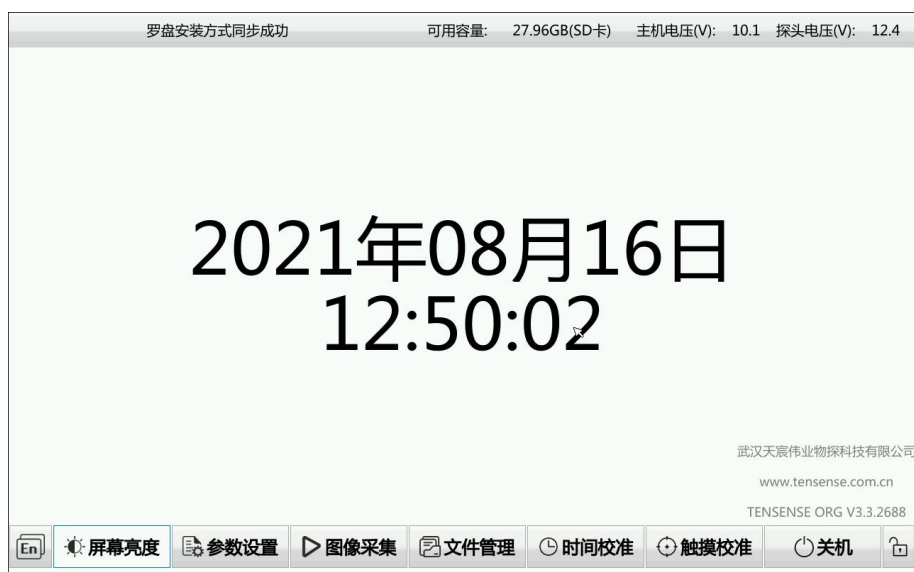 罗盘安装方式同步成功 可用容量: 27.96GB(SD卡) 主机电压(V): 10.1 探头电压(V): 12.4
2021年08月16日
12:50:02
武汉天宸伟业物探科技有限公司
www.tensense.com.cn
TENSENSE ORG V3.3.2688
En 屏幕亮度 参数设置 图像采集 文件管理 时间校准 触摸校准 关机